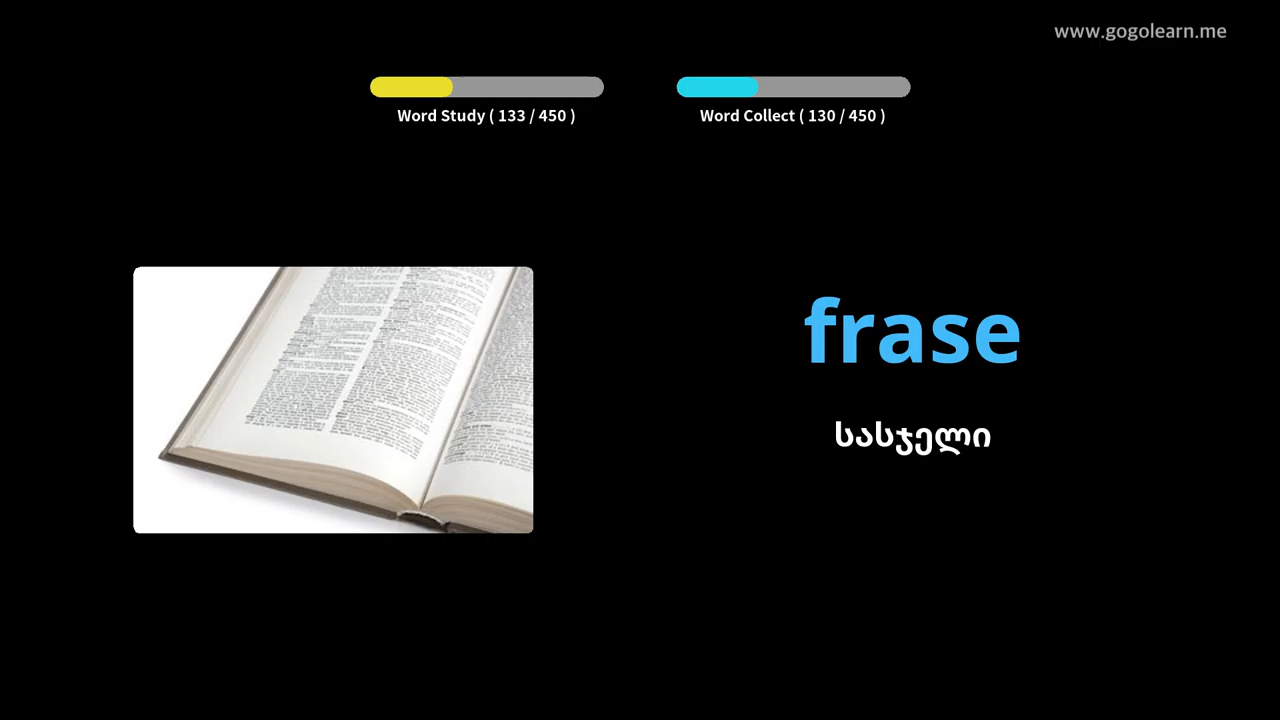 www.gogolearn.me
Word Study ( 133 / 450 )
Word Collect ( 130 / 450 )
frase
სასჯელი